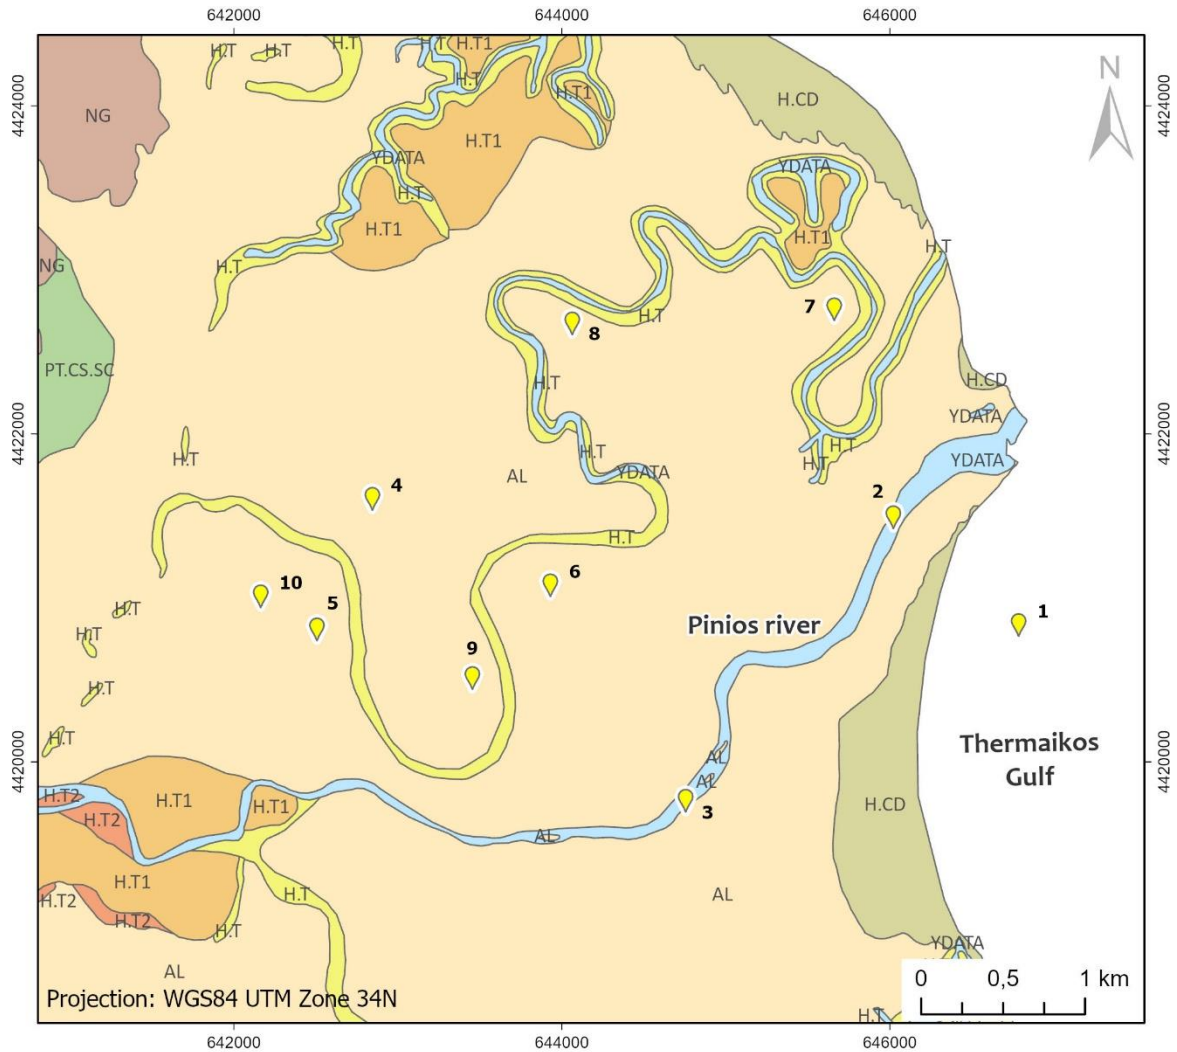 642000 644000 646000
H.T H.T H.T H.T H.T1
4424000
H.T
H.T1
H.CD
N
4424000
NG
H.T1
YDATA
YDATA
H.T
H.T1
H.T1
H.T
H.T
NG
7
H.T
8
PT.CS.SC
H.T
H.CD
YDATA
4422000
H.T
H.T
H.T
YDATA
4422000
H.T
YDATA
AL
4
2
H.T
10
6
H.T
5
1
Pinios river
H.T
9
H.T
H.T
Thermaikos
Gulf
4420000
AL
AL
4420000
H.T2
H.T1
H.T1
H.CD
3
H.T2
AL
H.T1
H.T
AL
H.T2
H.T2
H.T
YDATA
AL
0 0,5 1 km
Projection: WGS84 UTM Zone 34N
H.T
642000 644000 646000